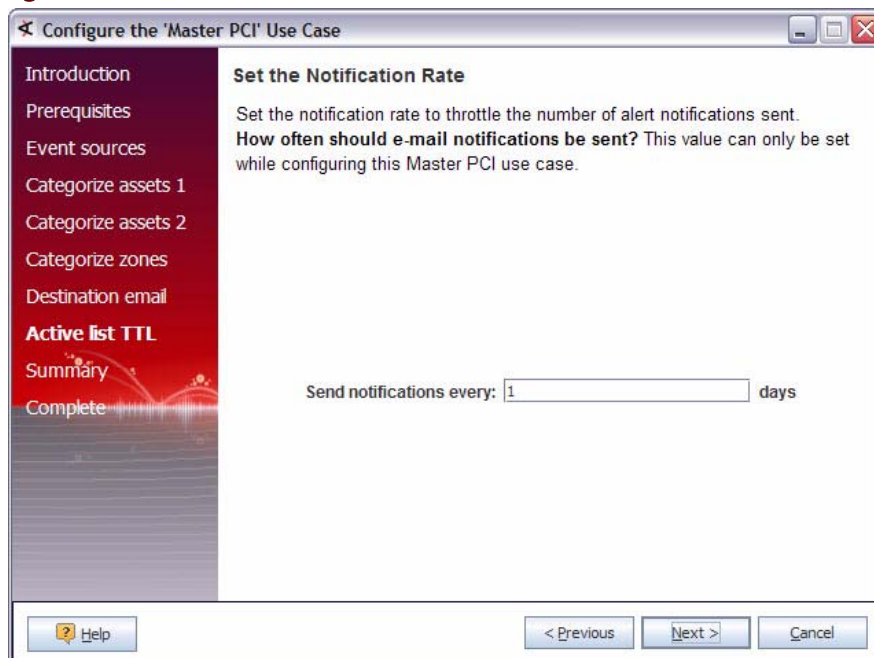 Configure the 'Master PCI' Use Case
Introduction
Prerequisites
Event sources
Categorize assets 1
Categorize assets 2
Categorize zones
Destination email
Active list TTL
Summary
Complete
Set the Notification Rate
Set the notification rate to throttle the number of alert notifications sent.
How often should e-mail notifications be sent? This value can only be set
while configuring this Master PCI use case.
Send notifications every: 1 days
? Help
< Previous
Next >
Cancel